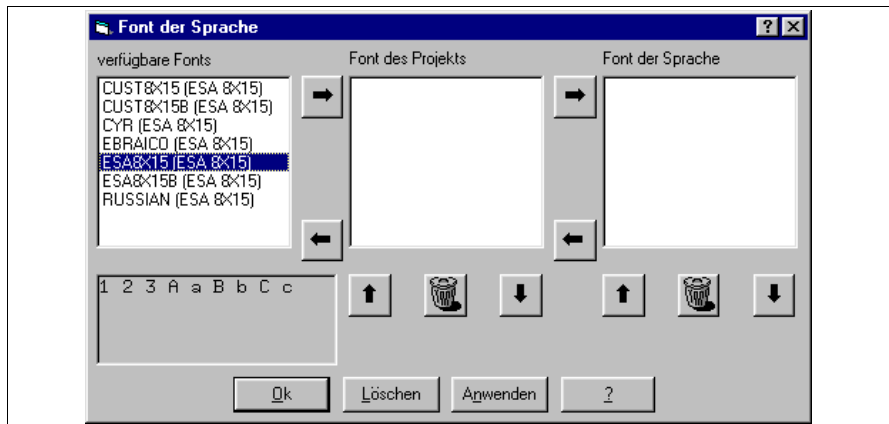 Font der Sprache
verfügbare Fonts
Font des Projekts
Font der Sprache
CUST8X15 (ESA 8X15)
CUST8X15B (ESA 8X15)
CYR (ESA 8X15)
EBRAICO (ESA 8X15)
ESA8X15 (ESA 8X15)
ESA8X15B (ESA 8X15)
RUSSIAN (ESA 8X15)
1 2 3 A a B b C c
Ok
Löschen
Anwenden
?